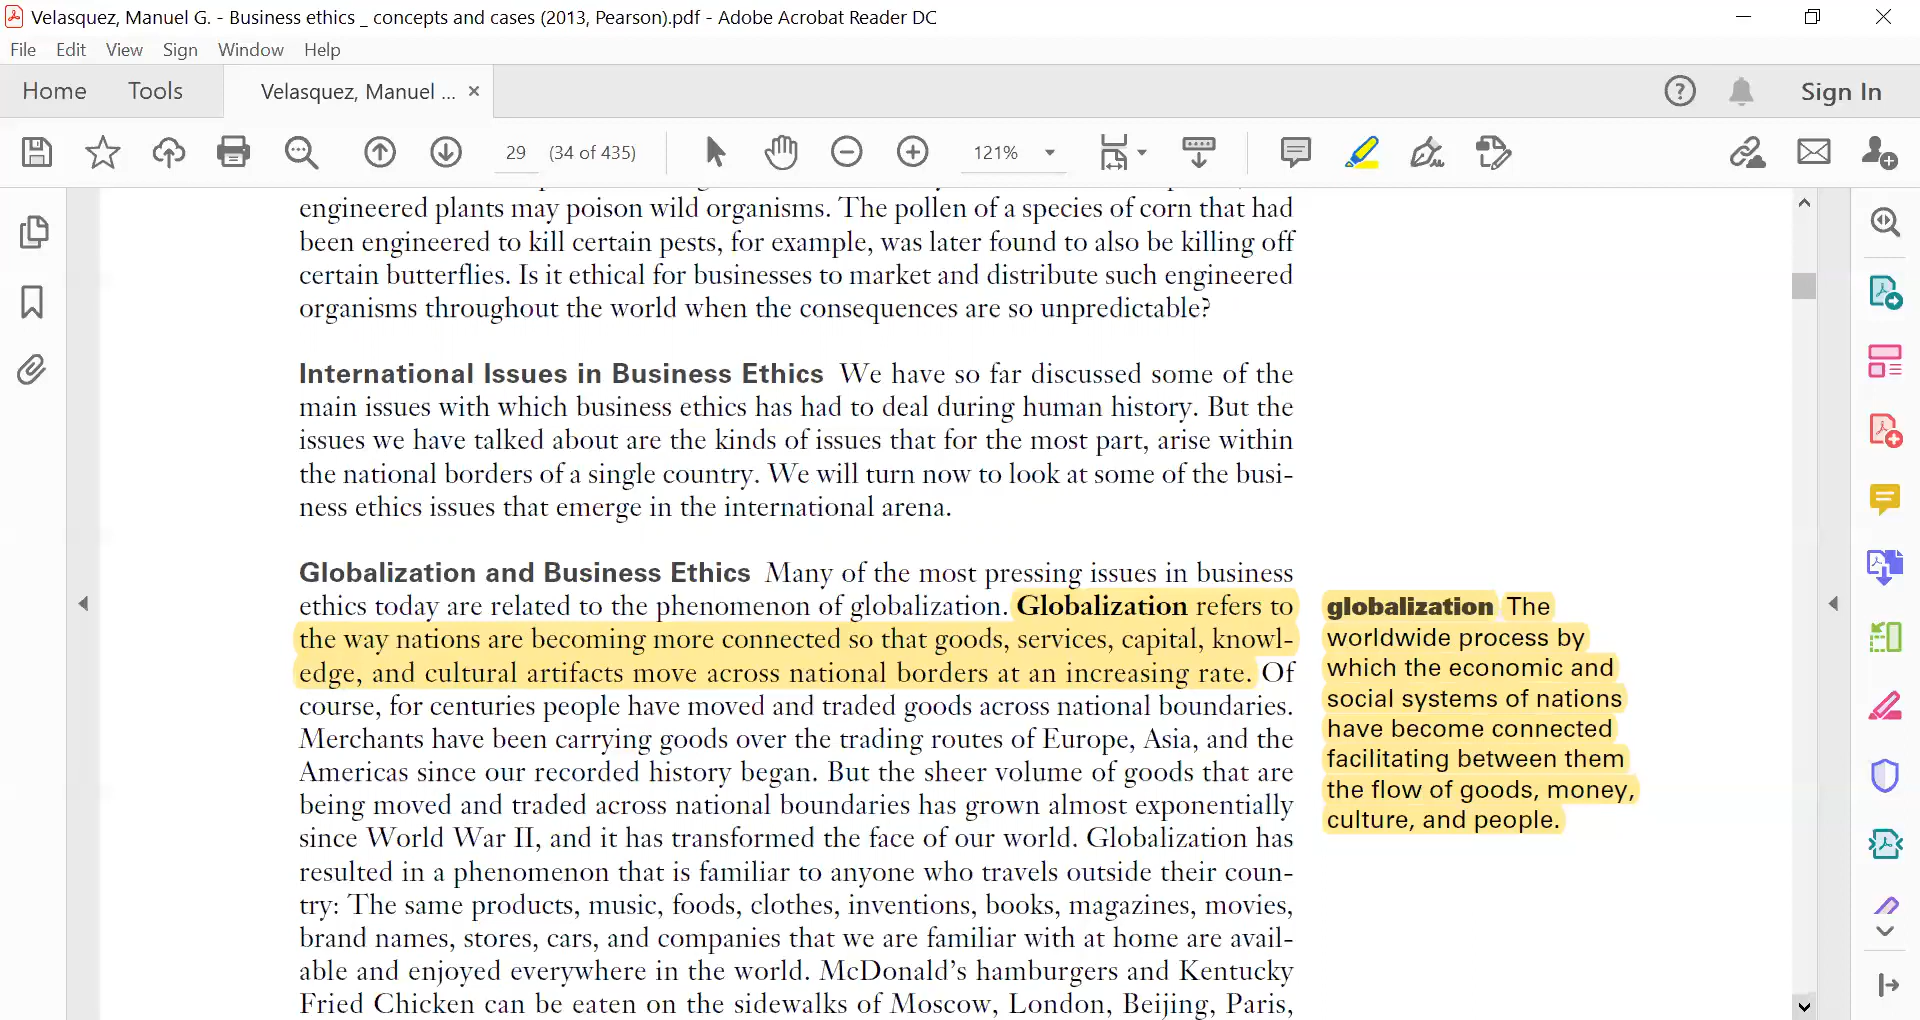 Velasquez, Manuel G. - Business ethics _ concepts and cases (2013, Pearson).pdf - Adobe Acrobat Reader DC
File Edit View Sign Window Help
Home Tools Velasquez, Manuel ... × Sign In
29 (34 of 435) 121%
engineered plants may poison wild organisms. The pollen of a species of corn that had
been engineered to kill certain pests, for example, was later found to also be killing off
certain butterflies. Is it ethical for businesses to market and distribute such engineered
organisms throughout the world when the consequences are so unpredictable?
International Issues in Business Ethics We have so far discussed some of the
main issues with which business ethics has had to deal during human history. But the
issues we have talked about are the kinds of issues that for the most part, arise within
the national borders of a single country. We will turn now to look at some of the busi-
ness ethics issues that emerge in the international arena.
Globalization and Business Ethics Many of the most pressing issues in business
ethics today are related to the phenomenon of globalization. Globalization refers to
the way nations are becoming more connected so that goods, services, capital, knowl-
edge, and cultural artifacts move across national borders at an increasing rate. Of
course, for centuries people have moved and traded goods across national boundaries.
Merchants have been carrying goods over the trading routes of Europe, Asia, and the
Americas since our recorded history began. But the sheer volume of goods that are
being moved and traded across national boundaries has grown almost exponentially
since World War II, and it has transformed the face of our world. Globalization has
resulted in a phenomenon that is familiar to anyone who travels outside their coun-
try: The same products, music, foods, clothes, inventions, books, magazines, movies,
brand names, stores, cars, and companies that we are familiar with at home are avail-
able and enjoyed everywhere in the world. McDonald's hamburgers and Kentucky
Fried Chicken can be eaten on the sidewalks of Moscow, London, Beijing, Paris,
globalization The
worldwide process by
which the economic and
social systems of nations
have become connected
facilitating between them
the flow of goods, money,
culture, and people.